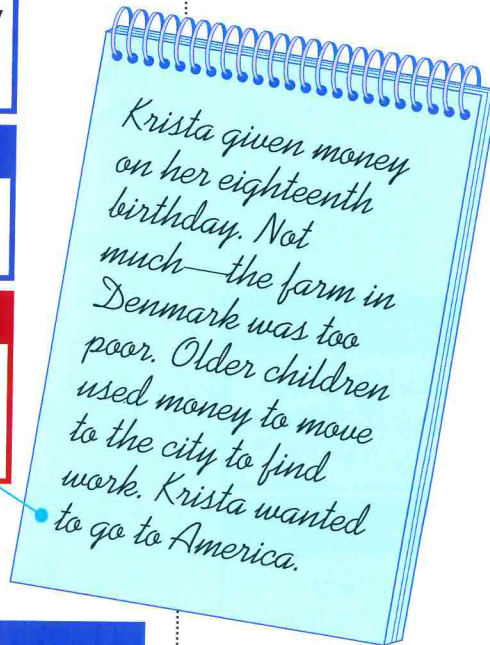 Krista given money
on her eighteenth
birthday. Not
much—the farm in
Denmark was too
poor. Older children
used money to move
to the city to find
work. Krista wanted
to go to America.